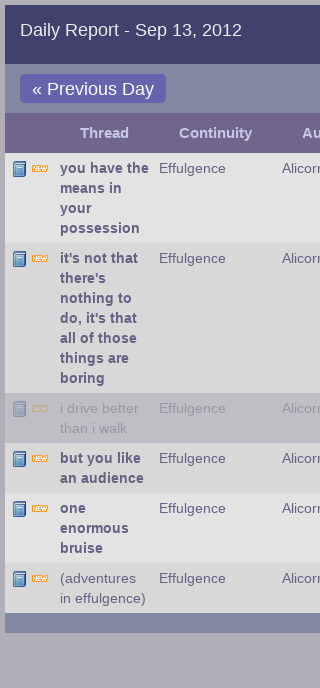 Daily Report - Sep 13, 2012
« Previous Day
Thread Continuity Au
NEW you have the Effulgence Alicorn
means in
your
possession
NEW it's not that Effulgence Alicorn
there's
nothing to
do, it's that
all of those
things are
boring
NEW i drive better Effulgence Alicorn
than i walk
NEW but you like Effulgence Alicorn
an audience
NEW one Effulgence Alicorn
enormous
bruise
NEW (adventures Effulgence Alicorn
in effulgence)